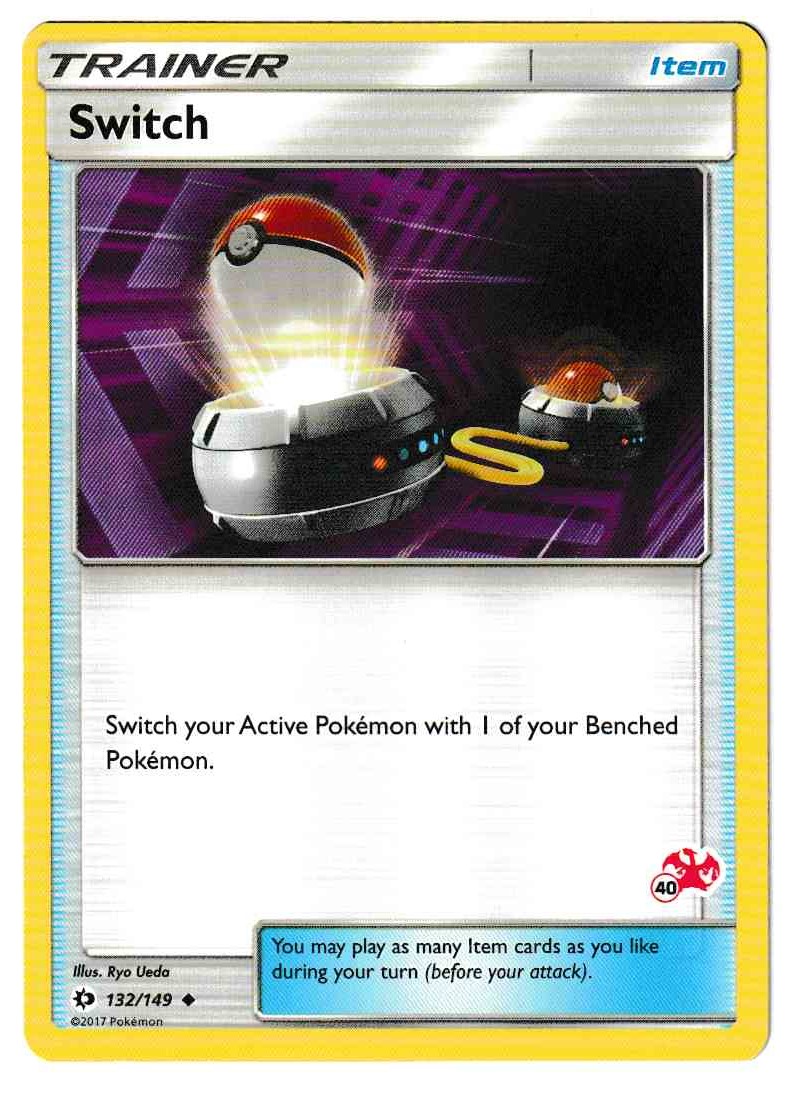 TRAINER
Item
Switch
Switch your Active Pokémon with 1 of your Benched
Pokémon.
40
You may play as many Item cards as you like
during your turn (before your attack).
Illus. Ryo Ueda
132/149
©2017 Pokémon